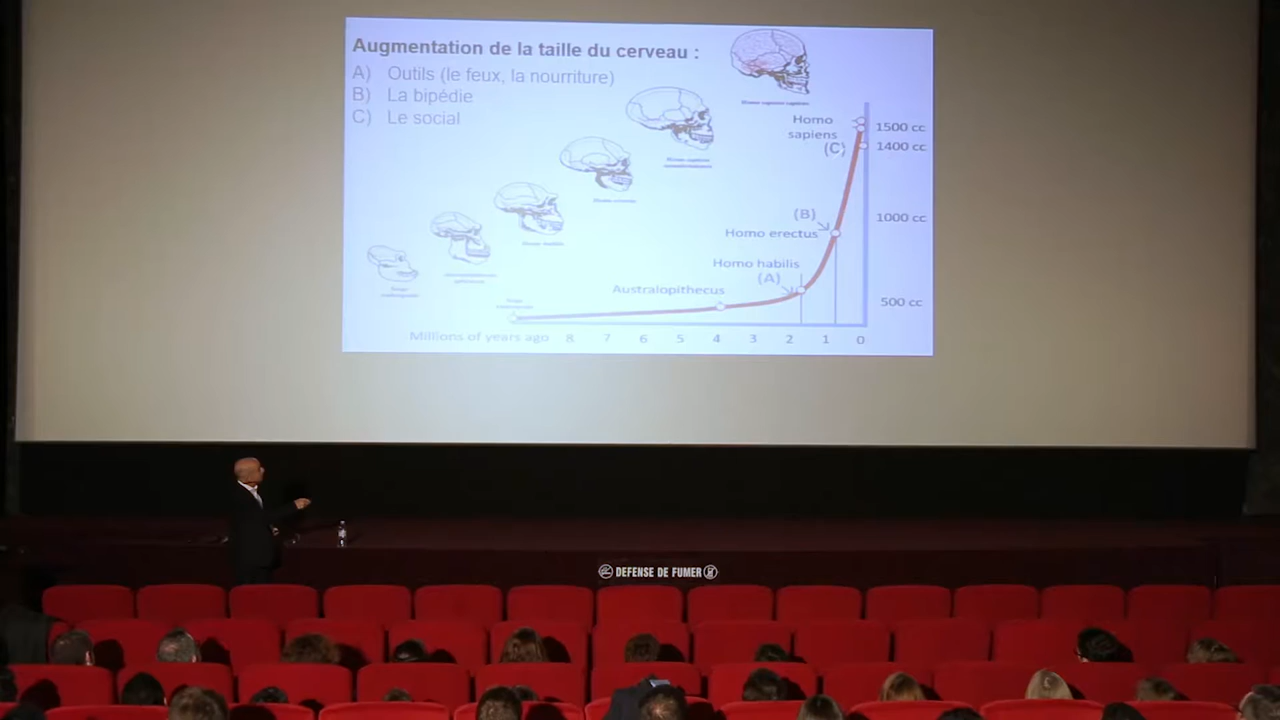 Augmentation de la taille du cerveau :
A) Outils (le feux, la nourriture)
B) La bipédie
C) Le social
Homo
sapiens
(C)
1500 cc
1400 cc
1000 cc
500 cc
(B)
Homo erectus
Homo habilis
(A)
Australopithecus
Millions of years ago 8 7 6 5 4 3 2 1 0
DEFENSE DE FUMER